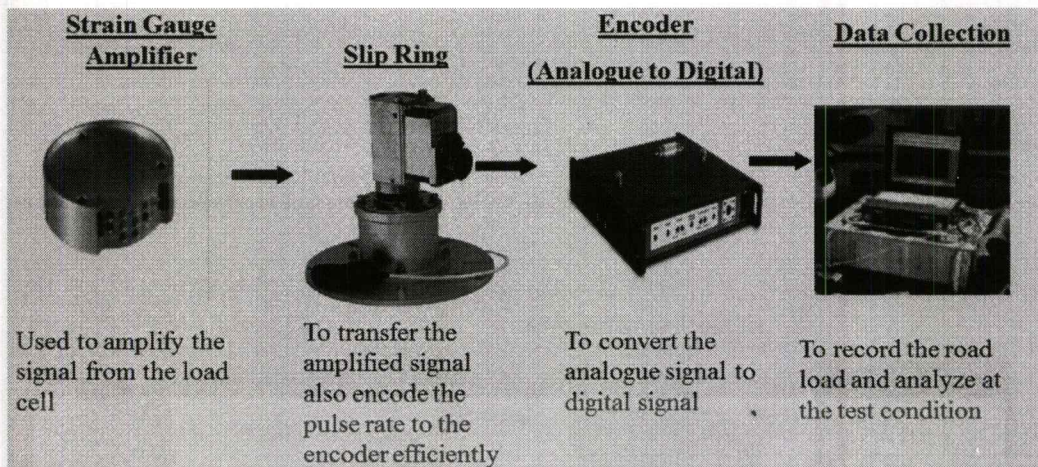 Strain Gauge
Amplifier
Slip Ring
Encoder
(Analogue to Digital)
Data Collection
Used to amplify the
signal from the load
cell
To transfer the
amplified signal
also encode the
pulse rate to the
encoder efficiently
To convert the
analogue signal to
digital signal
To record the road
load and analyze at
the test condition